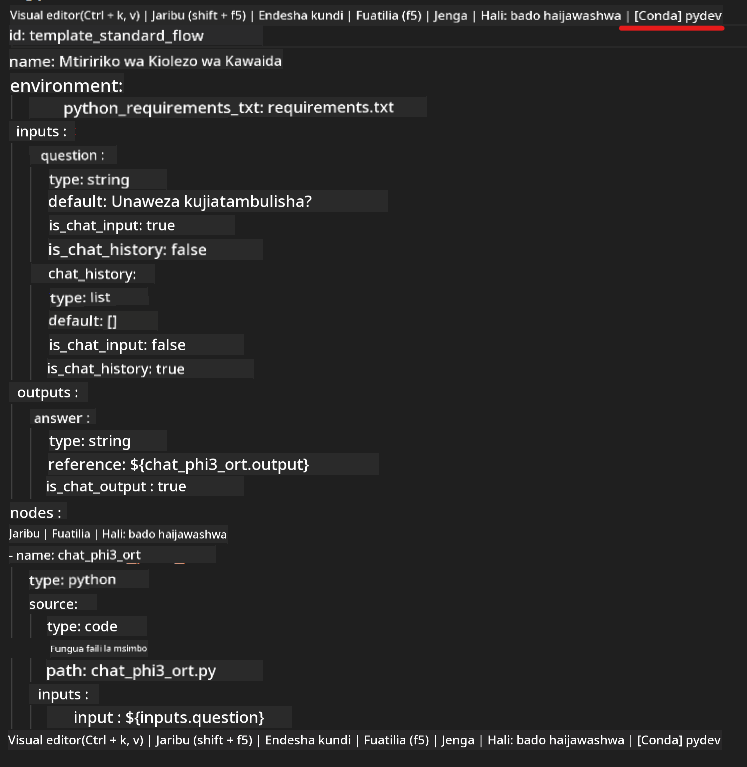 Visual editor(Ctrl + k, v) | Jaribu (shift + f5) | Endesha kundi | Fuatilia (f5) | Jenga | Hali: bado haijawashwa | [Conda] pydev
id: template_standard_flow
name: Mtiririko wa Kiolezo wa Kawaida
environment:
python_requirements_txt: requirements.txt
inputs :
question :
type: string
default: Unaweza kujiatambulisha?
is_chat_input: true
is_chat_history: false
chat_history:
type: list
default: []
is_chat_input: false
is_chat_history: true
outputs :
answer :
type: string
reference: ${chat_phi3_ort.output}
is_chat_output : true
nodes :
Jaribu | Fuatilia | Hali: bado haijawashwa
- name: chat_phi3_ort
type: python
source:
type: code
Fungua faili la msimbo
path: chat_phi3_ort.py
inputs :
input : ${inputs.question}
Visual editor(Ctrl + k, v) | Jaribu (shift + f5) | Endesha kundi | Fuatilia (f5) | Jenga | Hali: bado haijawashwa | [Conda] pydev